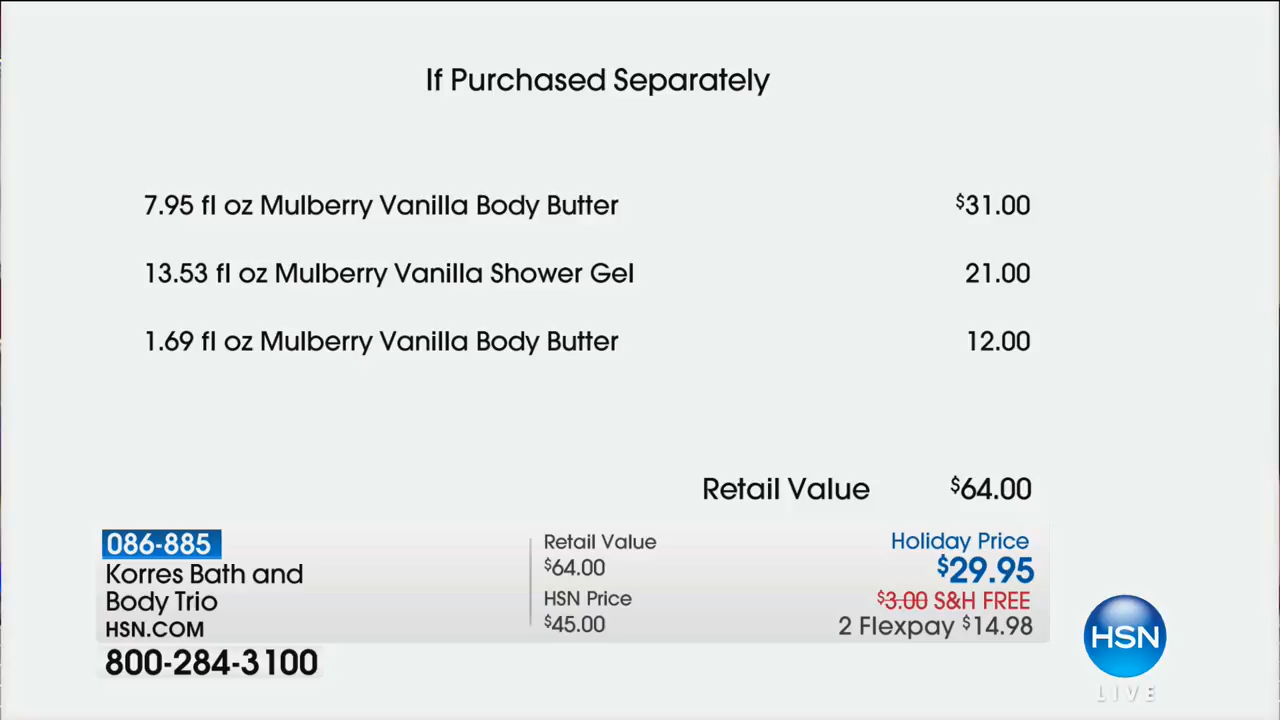 If Purchased Separately
7.95 fl oz Mulberry Vanilla Body Butter $31.00
13.53 fl oz Mulberry Vanilla Shower Gel 21.00
1.69 fl oz Mulberry Vanilla Body Butter 12.00
Retail Value $64.00
086-885
Korres Bath and
Body Trio
HSN.COM
800-284-3100
Retail Value
$64.00
HSN Price
$45.00
Holiday Price
$29.95
$3.00 S&H FREE
2 Flexpay $14.98
HSN
LIVE